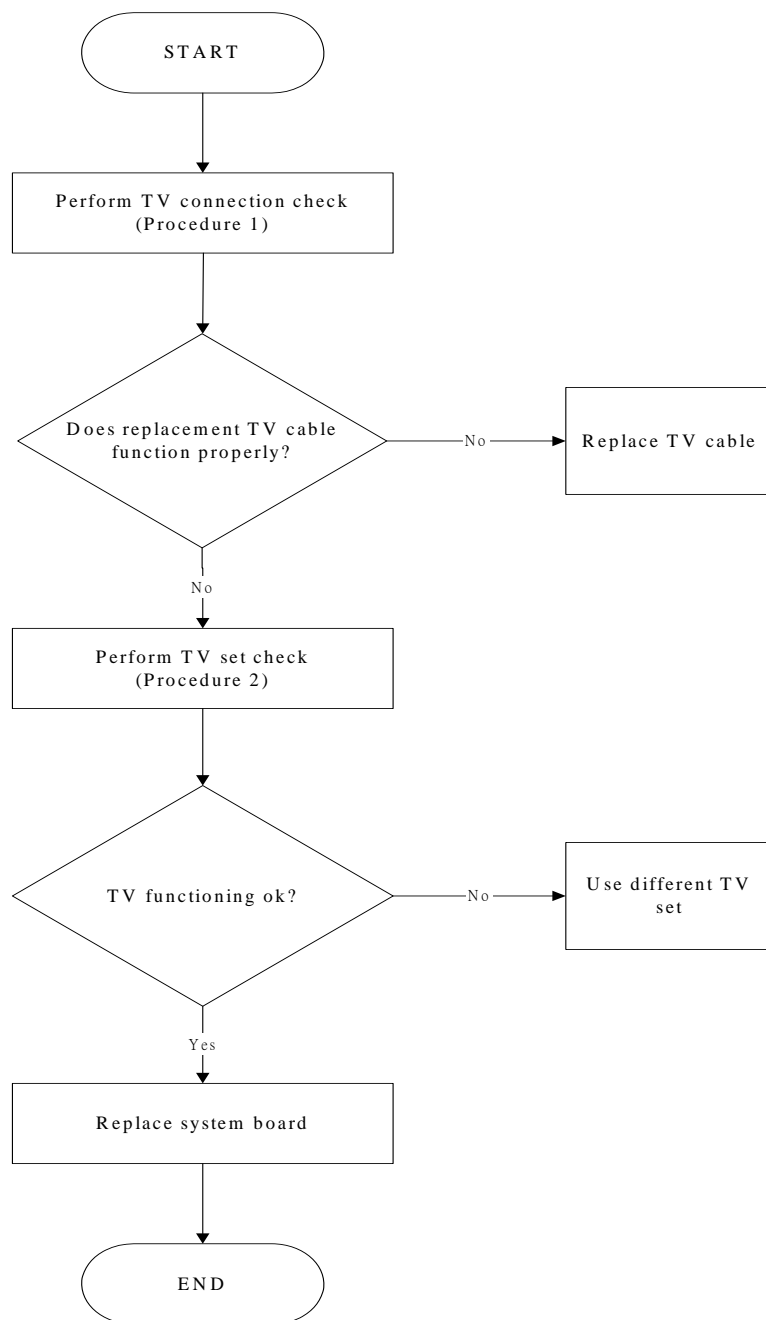 START
Perform TV connection check
(Procedure 1)
Does replacement TV cable
function properly?
No
Replace TV cable
No
Perform TV set check
(Procedure 2)
TV functioning ok?
No
Use different TV
set
Yes
Replace system board
END